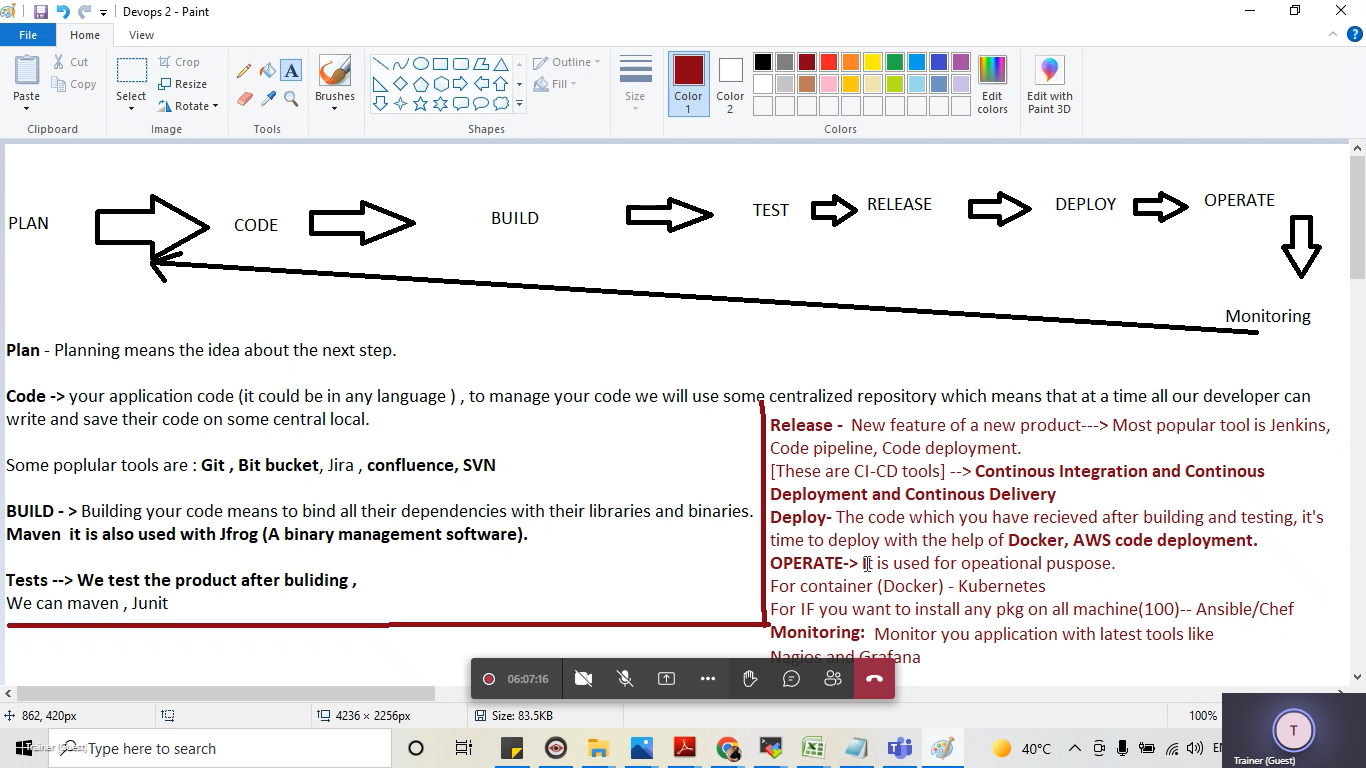 Devops 2 - Paint
File Home View
Paste
Cut
Copy
Clipboard
Select
Crop
Resize
Rotate
Image
A
Tools
Brushes
Shapes
Outline
Fill
Size
Color 1
Color 2
Colors
Edit colors
Edit with Paint 3D
PLAN CODE BUILD TEST RELEASE DEPLOY OPERATE
Monitoring
Plan - Planning means the idea about the next step.
Code -> your application code (it could be in any language ) , to manage your code we will use some centralized repository which means that at a time all our developer can
write and save their code on some central local.
Some poplular tools are : Git , Bit bucket, Jira , confluence, SVN
BUILD - > Building your code means to bind all their dependencies with their libraries and binaries.
Maven it is also used with Jfrog (A binary management software).
Tests --> We test the product after buliding ,
We can maven , Junit
Release - New feature of a new product---> Most popular tool is Jenkins,
Code pipeline, Code deployment.
[These are CI-CD tools] --> Continous Integration and Continous
Deployment and Continous Delivery
Deploy- The code which you have recieved after building and testing, it's
time to deploy with the help of Docker, AWS code deployment.
OPERATE-> It is used for opeational puspose.
For container (Docker) - Kubernetes
For IF you want to install any pkg on all machine(100)-- Ansible/Chef
Monitoring: Monitor you application with latest tools like
Nagios and Grafana
06:07:16
862, 420px
4236 × 2256px
Size: 83.5KB
100%
Trainer (Guest)
Type here to search
40°C
T
Trainer (Guest)